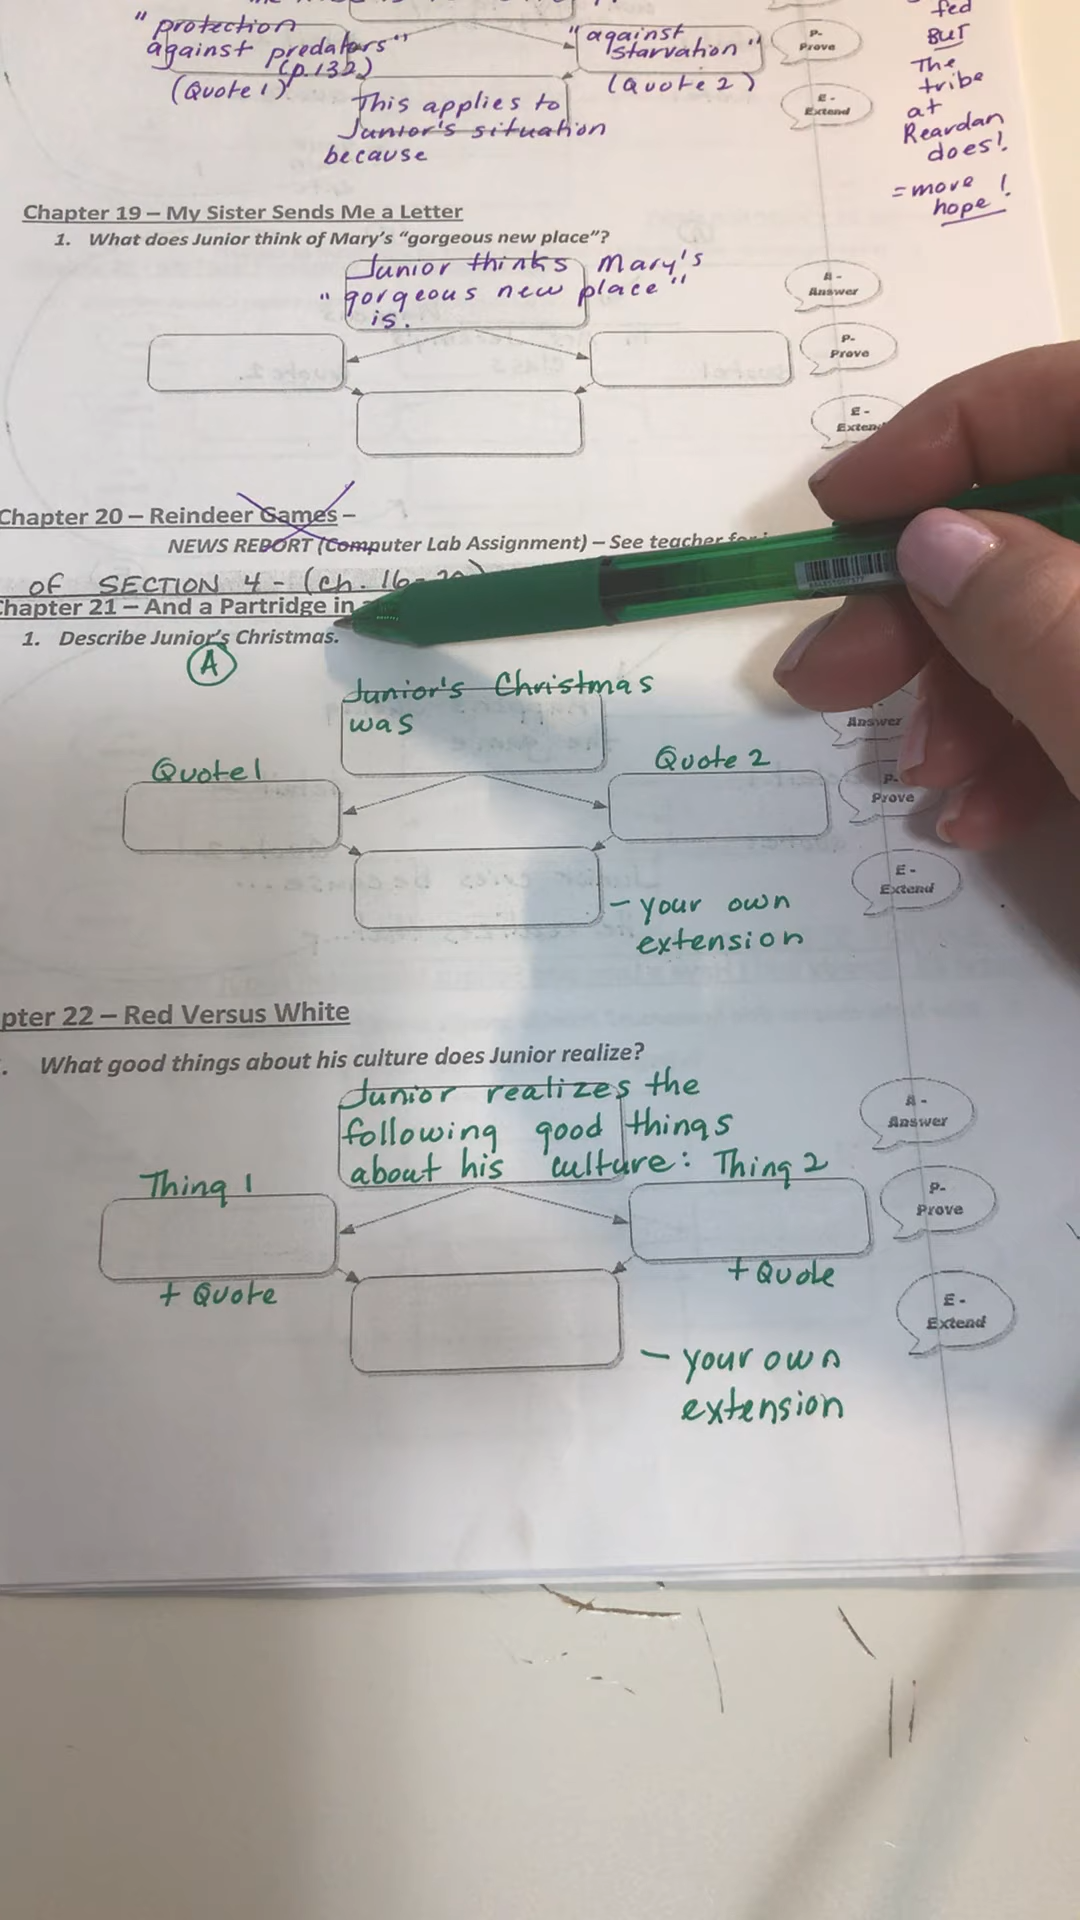 "protection
against predators"
(p.132)
(Quote 1)
"against
starvation"
(Quote 2)
P-
Prove
This applies to
Junior's situation
because
E-
Extend
fed
BUT
The
tribe
at
Reardan
does!
= more
hope!
Chapter 19 – My Sister Sends Me a Letter
1. What does Junior think of Mary's "gorgeous new place"?
Junior thinks Mary's
"gorgeous new place"
is.
A-
Answer
P-
Prove
E-
Extend
Chapter 20 – Reindeer Games –
NEWS REPORT (Computer Lab Assignment) – See teacher for
of SECTION 4 - (Ch. 16-20)
Chapter 21 – And a Partridge in
1. Describe Junior's Christmas.
A
Junior's Christmas
was
Answer
Quote 1
Quote 2
P-
Prove
E-
Extend
- your own
extension
pter 22 – Red Versus White
. What good things about his culture does Junior realize?
Junior realizes the
following good things
about his culture: Thing 2
A-
Answer
Thing 1
P-
Prove
+ Quote
+ Quote
E-
Extend
- your own
extension